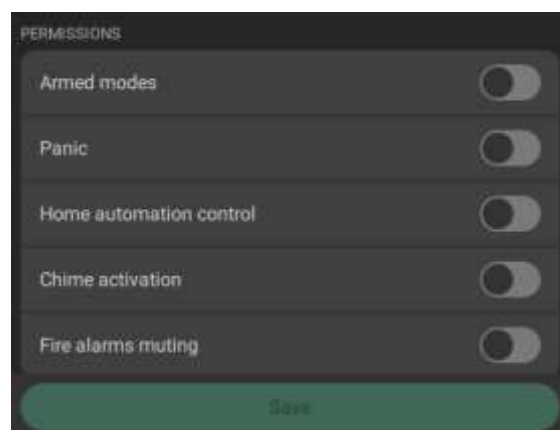 PERMISSIONS
Armed modes
Panic
Home automation control
Chime activation
Fire alarms muting
Save